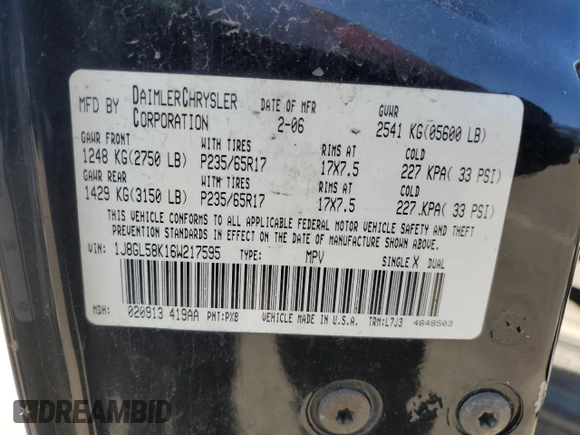 MFD BY DAIMLERCHRYSLER CORPORATION DATE OF MFR 2-06 GVWR 2541 KG(05600 LB)
GAWR FRONT WITH TIRES RIMS AT COLD
1248 KG(2750 LB) P235/65R17 17X7.5 227 KPA( 33 PSI)
GAWR REAR WITH TIRES RIMS AT COLD
1429 KG(3150 LB) P235/65R17 17X7.5 227 KPA( 33 PSI)
THIS VEHICLE CONFORMS TO ALL APPLICABLE FEDERAL MOTOR VEHICLE SAFETY AND THEFT
PREVENTION STANDARDS IN EFFECT ON THE DATE OF MANUFACTURE SHOWN ABOVE.
VIN: 1J8GL58K16W217595 TYPE: MPV SINGLE X DUAL
MDH: 020913 419AA PNT:PX8 VEHICLE MADE IN U.S.A. TRM:L7J3 4648503
DREAMBID